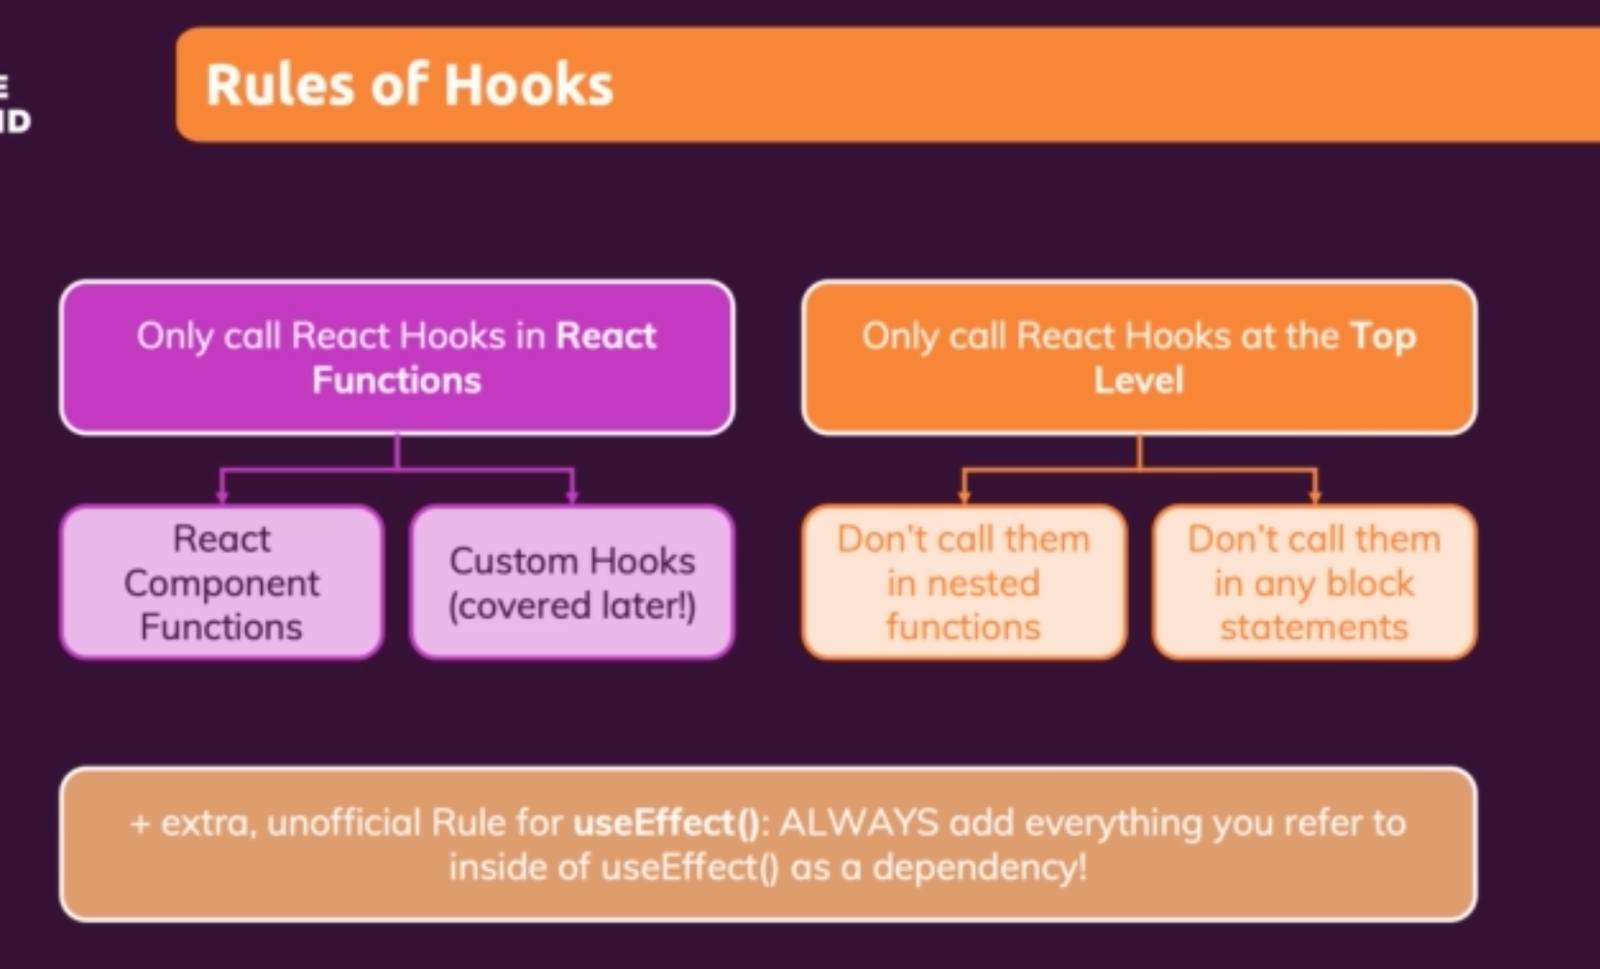 E
ID
Rules of Hooks
Only call React Hooks in React
Functions
Only call React Hooks at the Top
Level
React
Component
Functions
Custom Hooks
(covered later!)
Don't call them
in nested
functions
Don't call them
in any block
statements
+ extra, unofficial Rule for useEffect(): ALWAYS add everything you refer to
inside of useEffect() as a dependency!